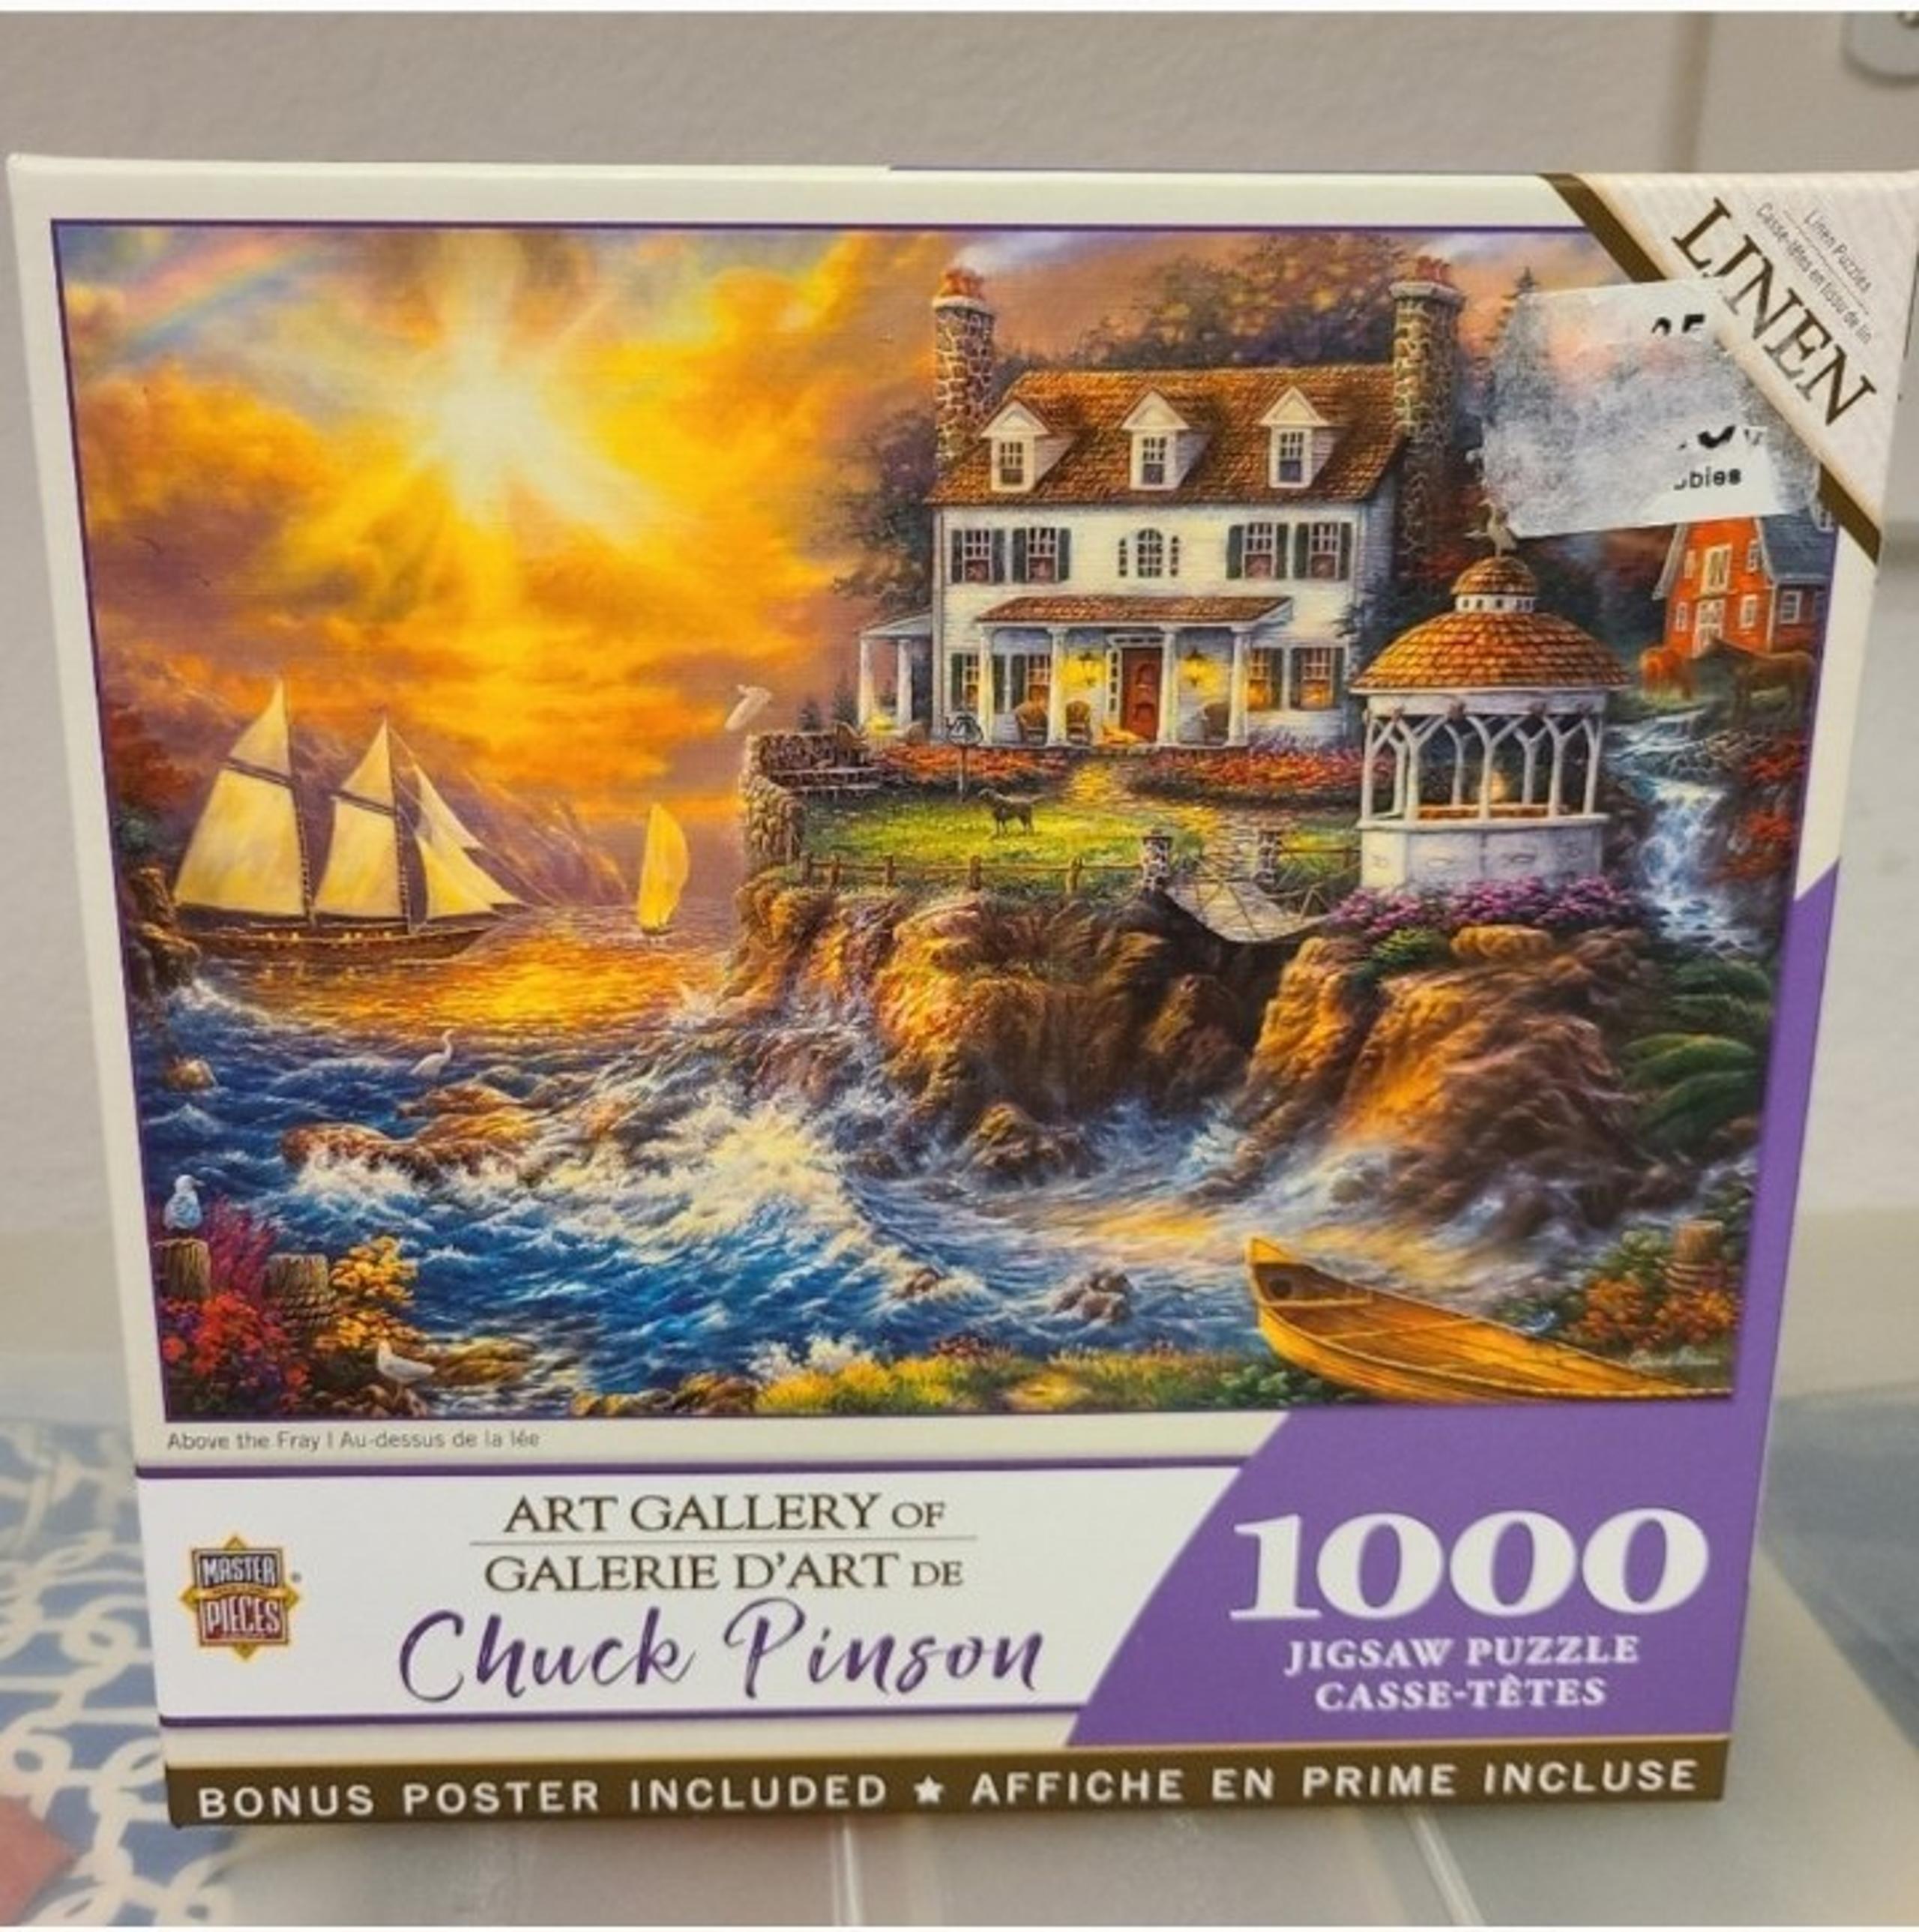 LINEN
Linen Puzzles
Casse-têtes en tissu de lin
Above the Fray | Au-dessus de la lée
MASTER
PIECES
ART GALLERY OF
GALERIE D'ART DE
Chuck Pinson
1000
JIGSAW PUZZLE
CASSE-TÊTES
BONUS POSTER INCLUDED ★ AFFICHE EN PRIME INCLUSE